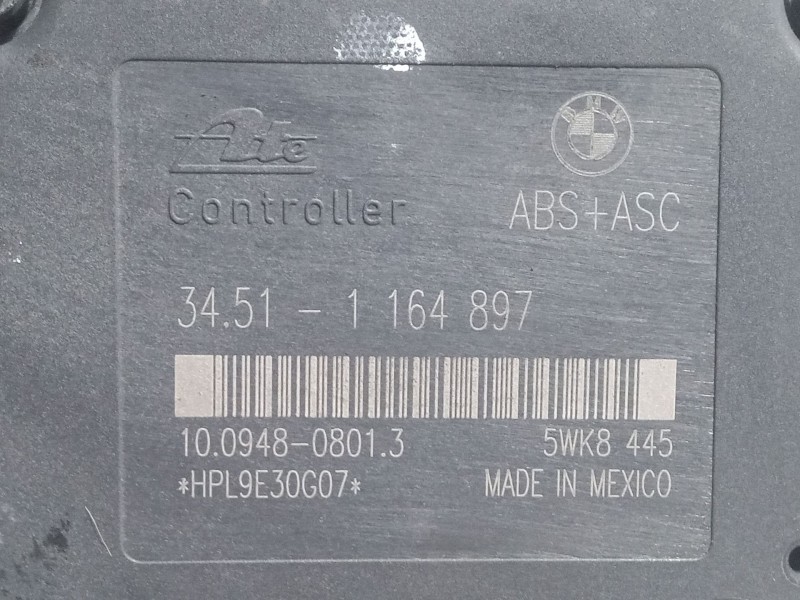 Ate
BMW
Controller
ABS+ASC
34.51 - 1 164 897
10.0948-0801.3
5WK8 445
*HPL9E30G07*
MADE IN MEXICO